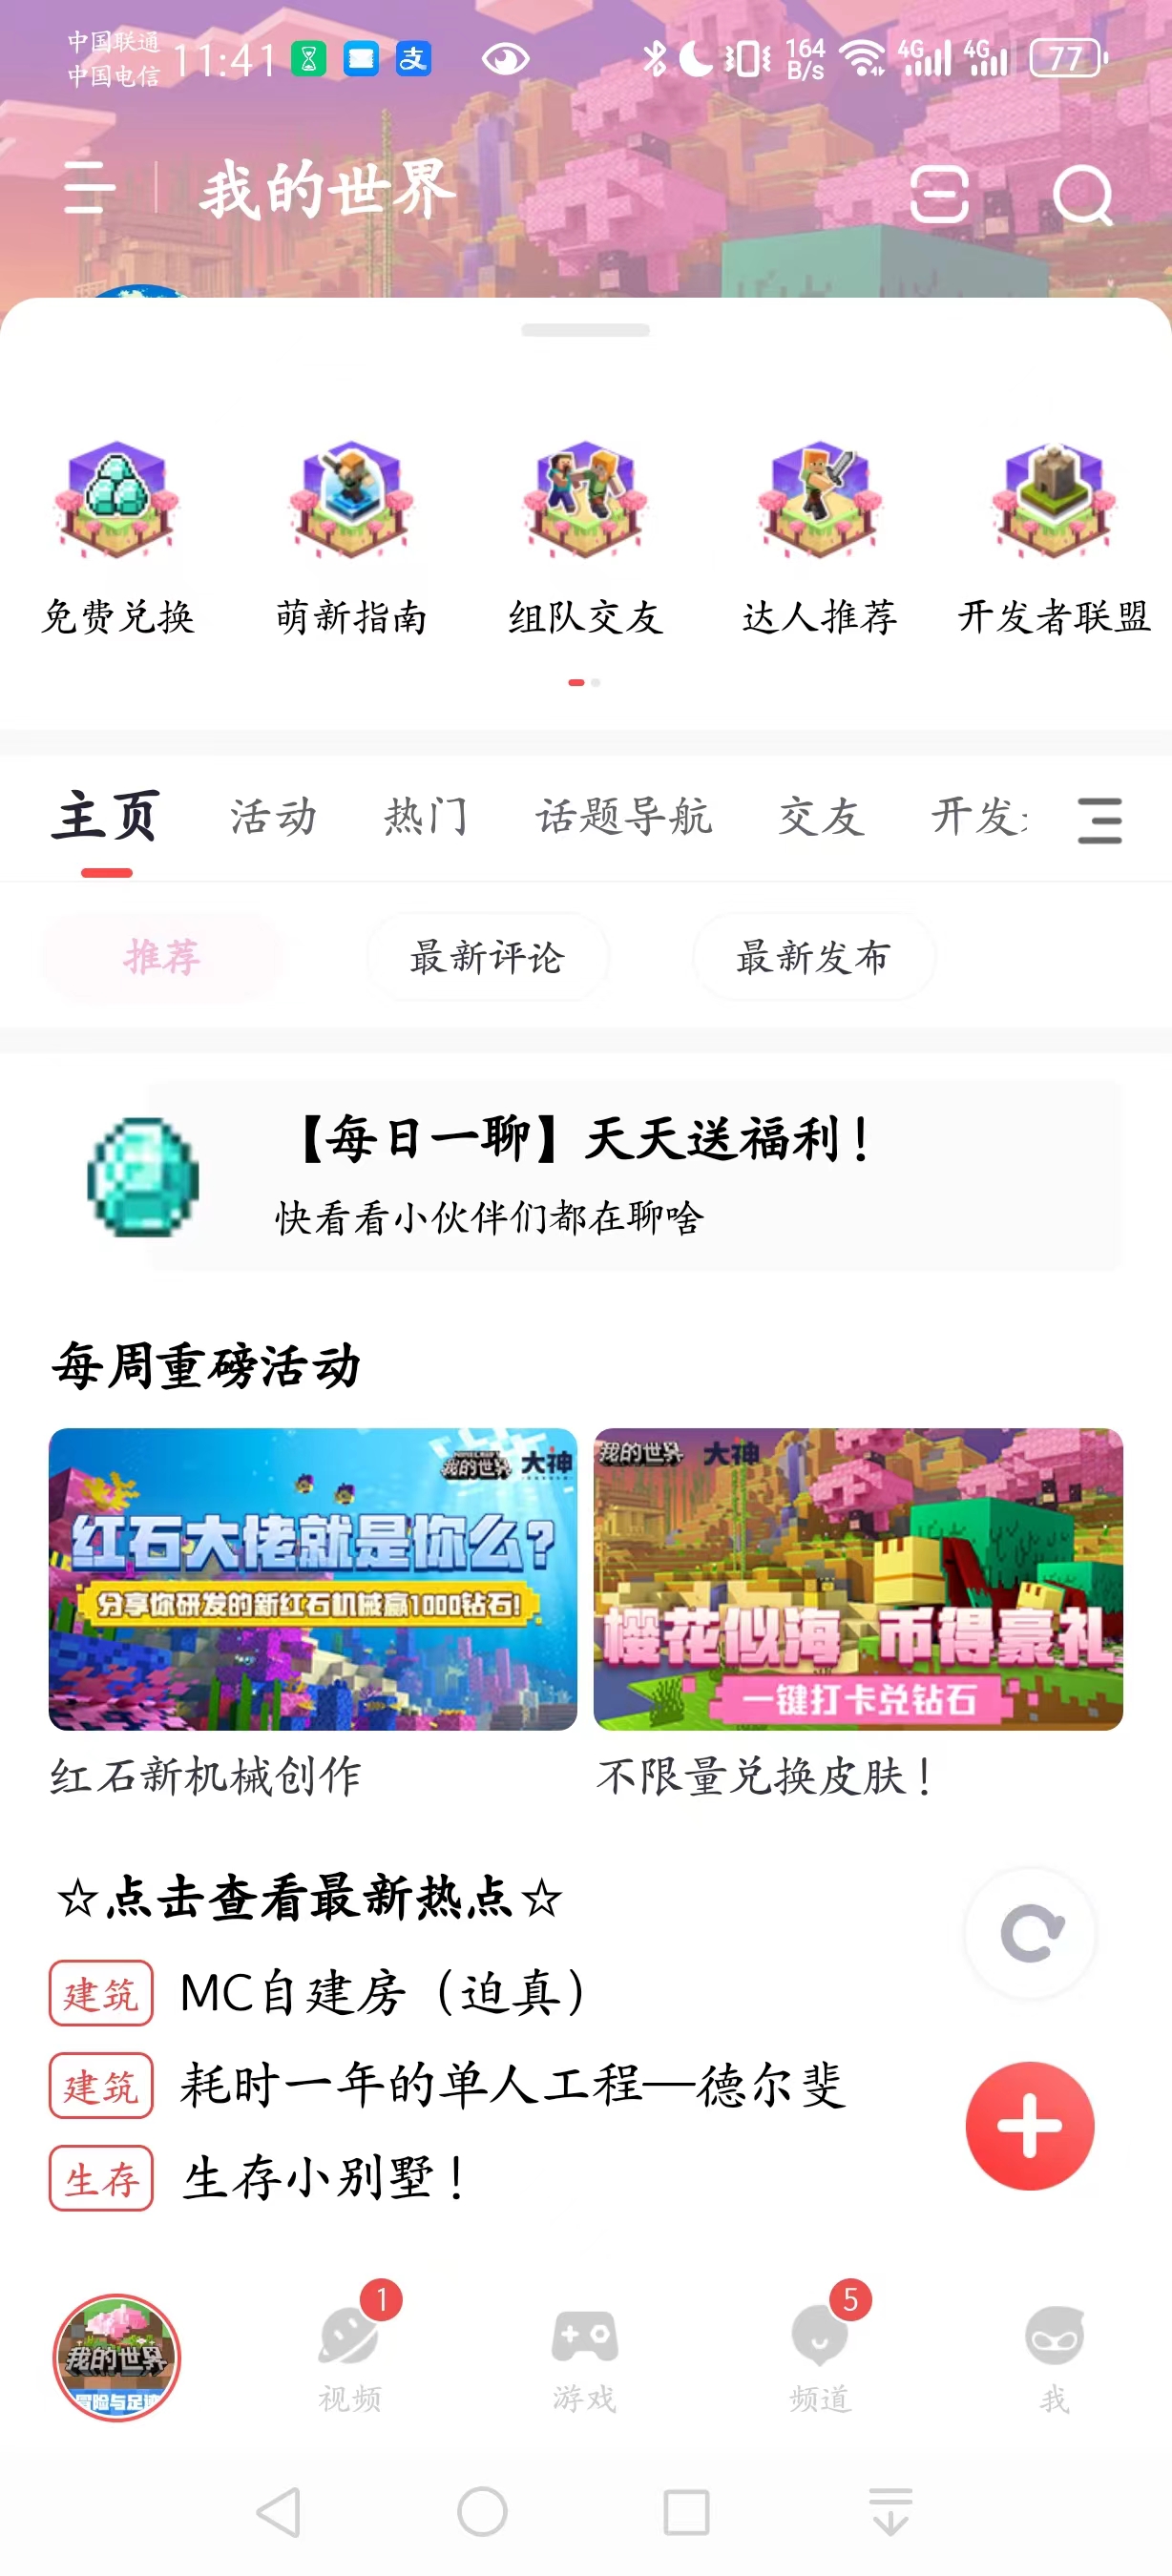 中国联通
中国电信
11:41
支
164
B/s
4G
4G
77
我的世界
免费兑换
萌新指南
组队交友
达人推荐
开发者联盟
主页
活动
热门
话题导航
交友
开发
推荐
最新评论
最新发布
【每日一聊】天天送福利！
快看看小伙伴们都在聊啥
每周重磅活动
MINECRAFT
我的世界
大神
红石大佬就是你么？
分享你研发的新红石机械赢1000钻石！
我的世界
大神
樱花似海 币得豪礼
一键打卡兑钻石
红石新机械创作
不限量兑换皮肤！
☆点击查看最新热点☆
建筑 MC自建房（迫真）
建筑 耗时一年的单人工程—德尔斐
生存 生存小别墅！
我的世界
冒险与足迹
1
视频
游戏
5
频道
我